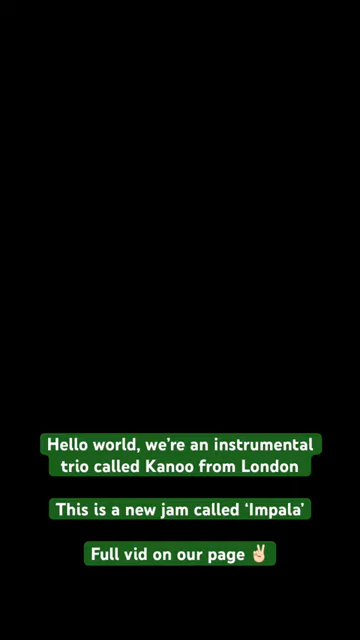 Hello world, we're an instrumental
trio called Kanoo from London
This is a new jam called ‘Impala’
Full vid on our page ✌🏻